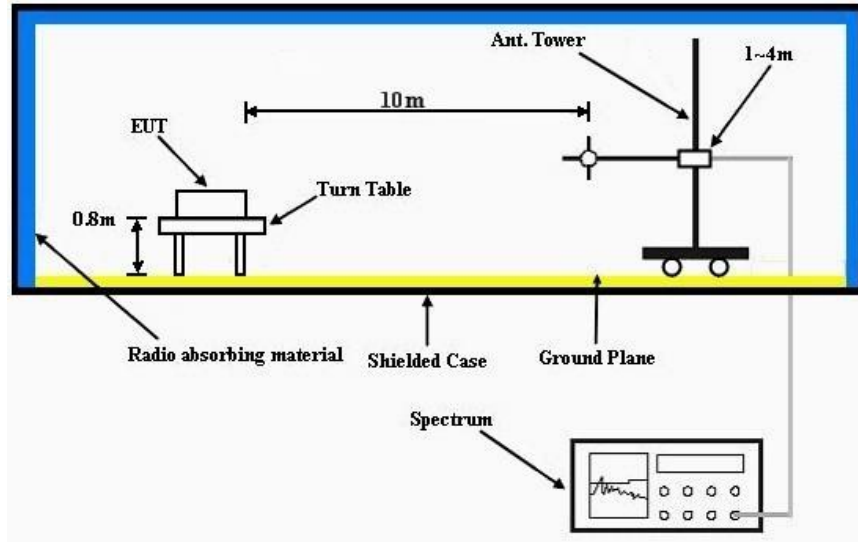 Ant. Tower
1~4m
10m
EUT
Turn Table
0.8m
Radio absorbing material
Shielded Case
Ground Plane
Spectrum